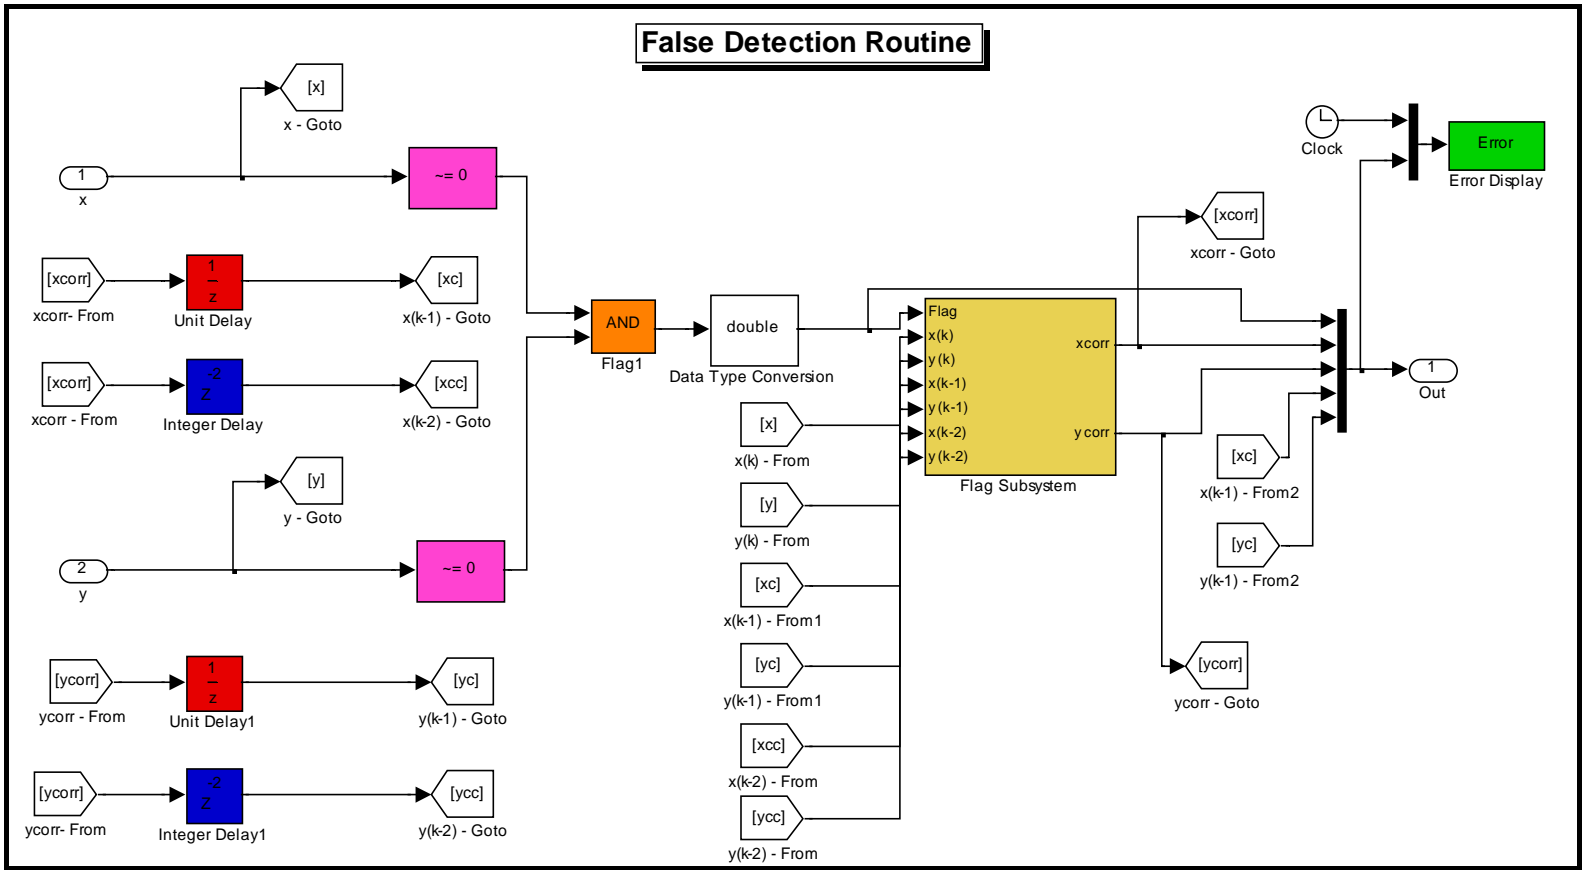 False Detection Routine
[x]
x - Goto
1
x
~= 0
[xcorr]
xcorr- From
1
z
Unit Delay
[xc]
x(k-1) - Goto
[xcorr]
xcorr - From
-2
Z
Integer Delay
[xcc]
x(k-2) - Goto
[y]
y - Goto
2
y
~= 0
[ycorr]
ycorr - From
1
z
Unit Delay1
[yc]
y(k-1) - Goto
[ycorr]
ycorr- From
-2
Z
Integer Delay1
[ycc]
y(k-2) - Goto
AND
Flag1
double
Data Type Conversion
[x]
x(k) - From
[y]
y(k) - From
[xc]
x(k-1) - From1
[yc]
y(k-1) - From1
[xcc]
x(k-2) - From
[ycc]
y(k-2) - From
Flag
x(k)
y(k)
x(k-1)
y(k-1)
x(k-2)
y(k-2)
xcorr
ycorr
Flag Subsystem
[xcorr]
xcorr - Goto
Clock
Error
Error Display
1
Out
[xc]
x(k-1) - From2
[yc]
y(k-1) - From2
[ycorr]
ycorr - Goto